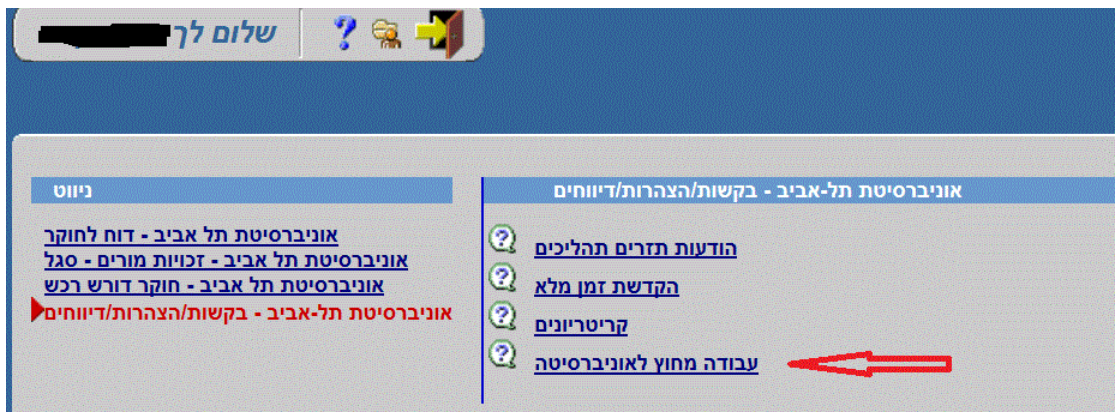 שלום לך
ניווט
אוניברסיטת תל אביב - דוח לחוקר
אוניברסיטת תל אביב - זכויות מורים - סגל
אוניברסיטת תל אביב - חוקר דורש רכש
אוניברסיטת תל-אביב - בקשות/הצהרות/דיווחים
אוניברסיטת תל-אביב - בקשות/הצהרות/דיווחים
הודעות תזרים תהליכים
הקדשת זמן מלא
קריטריונים
עבודה מחוץ לאוניברסיטה